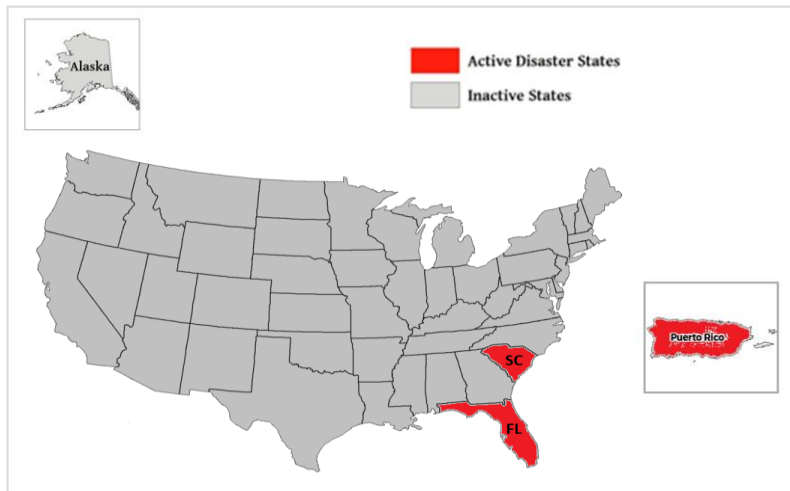 Alaska
Active Disaster States
Inactive States
Puerto Rico
SC
FL